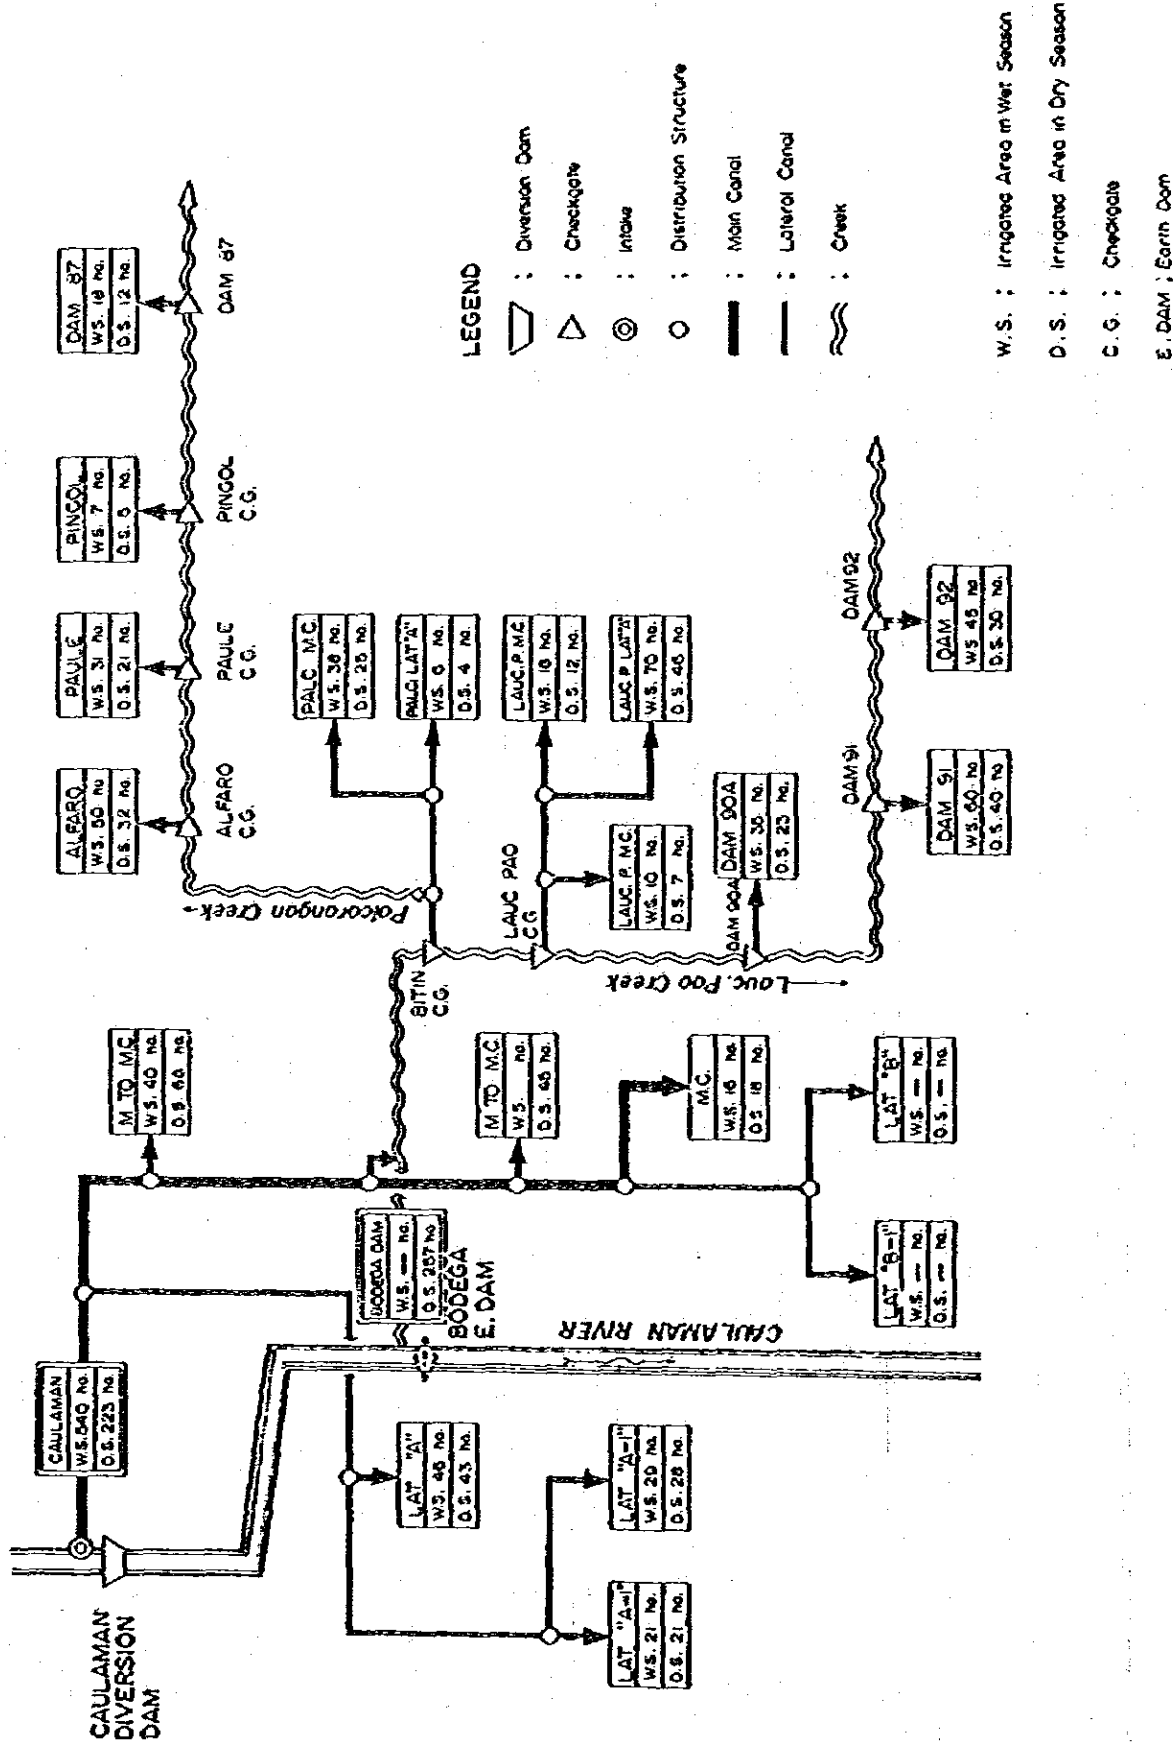 CAULAMAN
DIVERSION
DAM
CAULAMAN
W.S. 540 ha.
D.S. 223 ha.
M TO M.C.
W.S. 40 ha.
D.S. ha.
BODEGA DAM
W.S. — ha.
D.S. 267 ha
BODEGA
E. DAM
CAULAMAN RIVER
LAT "A"
W.S. 46 ha.
D.S. 43 ha.
LAT "A-1"
W.S. 21 ha.
D.S. 21 ha.
LAT "A-1"
W.S. 20 ha.
D.S. 28 ha.
M TO M.C.
W.S. ha.
D.S. ha.
M.C.
W.S. 16 ha
D.S. 18 ha.
LAT "B-1"
W.S. — ha.
D.S. — ha.
LAT "B"
W.S. — ha.
D.S. — ha.
ALFARO
W.S. 50 ha
D.S. 32 ha.
ALFARO
C.G.
PAULE
W.S. 31 ha
D.S. 21 ha.
PAULE
C.G.
PINGOL
W.S. 7 ha.
D.S. 5 ha.
PINGOL
C.G.
DAM 87
W.S. 18 ha.
D.S. 12 ha.
DAM 87
Palcarangan Creek
BITIN
C.G.
PALC M.C.
W.S. 38 ha.
D.S. 25 ha.
PALC LAT "A"
W.S. 6 ha.
D.S. 4 ha.
LAUC PAO
C.G
LAUC. P. M.C.
W.S. 10 ha.
D.S. 7 ha.
LAUC. P. M.C.
W.S. 18 ha.
D.S. 12 ha.
LAUC P LAT "A"
W.S. 70 ha.
D.S. 46 ha.
Lauc. Pao Creek
DAM 90A
DAM 90A
W.S. 35 ha.
D.S. 23 ha.
DAM 91
DAM 91
W.S. 60 ha
D.S. 40 ha.
DAM 92
DAM 92
W.S 45 ha
D.S. 30 ha.
LEGEND
: Diversion Dam
: Checkgate
: Intake
: Distribution Structure
: Main Canal
: Lateral Canal
: Creek
W.S. : Irrigated Area in Wet Season
D.S. : Irrigated Area in Dry Season
C.G. : Checkgate
E. DAM : Earth Dam